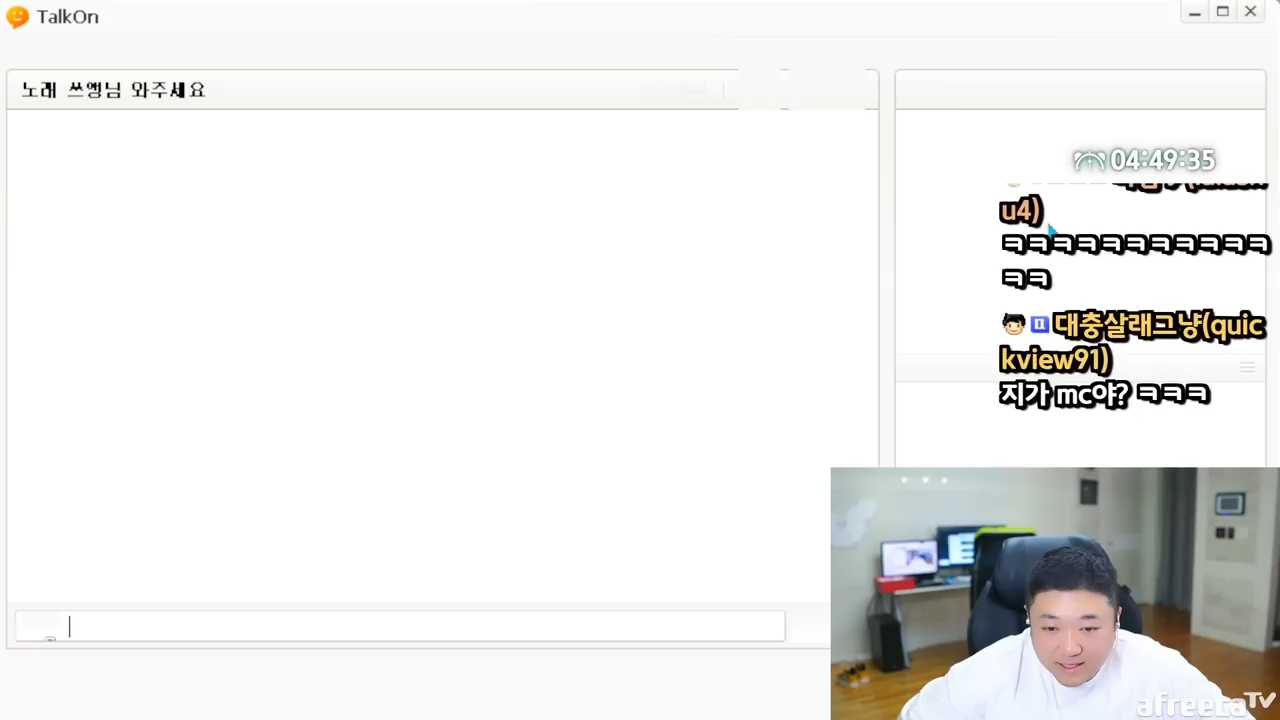 TalkOn
노래 쓰앵님 와주세요
04:49:35
u4)
ㅋㅋㅋㅋㅋㅋㅋㅋㅋㅋㅋ
ㅋㅋ
대충살래그냥(quic
kview91)
지가 mc야? ㅋㅋㅋ
afreecaTV